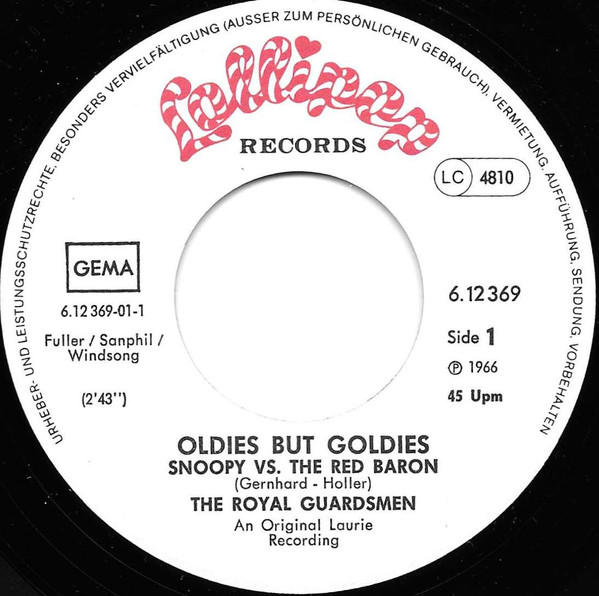 URHEBER- UND LEISTUNGSSCHUTZRECHTE, BESONDERS VERVIELFÄLTIGUNG (AUSSER ZUM PERSÖNLICHEN GEBRAUCH), VERMIETUNG, AUFFÜHRUNG, SENDUNG, VORBEHALTEN
Lollipop
RECORDS
LC 4810
GEMA
6.12 369-01-1
Fuller / Sanphil /
Windsong
(2'43'')
6.12 369
Side 1
℗ 1966
45 Upm
OLDIES BUT GOLDIES
SNOOPY VS. THE RED BARON
(Gernhard - Holler)
THE ROYAL GUARDSMEN
An Original Laurie
Recording